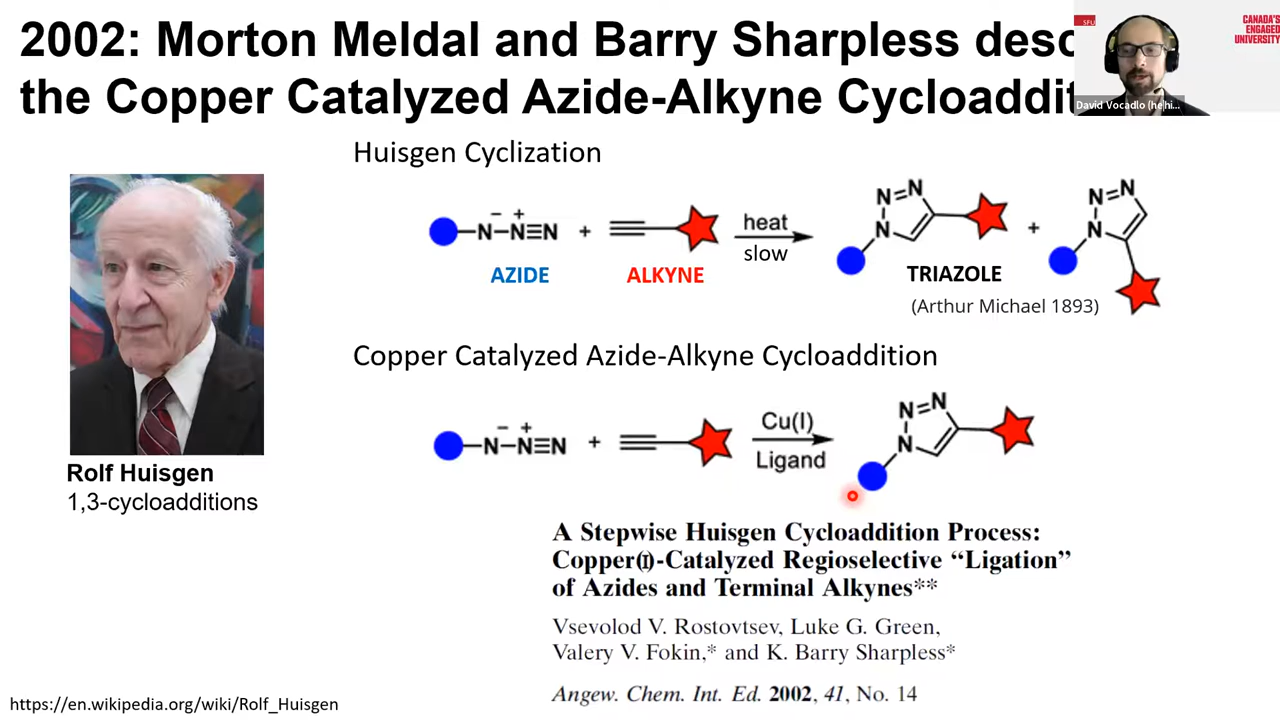 2002: Morton Meldal and Barry Sharpless desc
the Copper Catalyzed Azide-Alkyne Cycloaddit
SFU
CANADA'S
ENGAGED
UNIVERSITY
David Vocadlo (he/hi...
Huisgen Cyclization
N–N≡N
− +
+
heat
slow
N=N
N
+
N=N
N
AZIDE
ALKYNE
TRIAZOLE
(Arthur Michael 1893)
Copper Catalyzed Azide-Alkyne Cycloaddition
N–N≡N
− +
+
Cu(I)
Ligand
N=N
N
Rolf Huisgen
1,3-cycloadditions
A Stepwise Huisgen Cycloaddition Process:
Copper(I)-Catalyzed Regioselective “Ligation”
of Azides and Terminal Alkynes**
Vsevolod V. Rostovtsev, Luke G. Green,
Valery V. Fokin,* and K. Barry Sharpless*
Angew. Chem. Int. Ed. 2002, 41, No. 14
https://en.wikipedia.org/wiki/Rolf_Huisgen